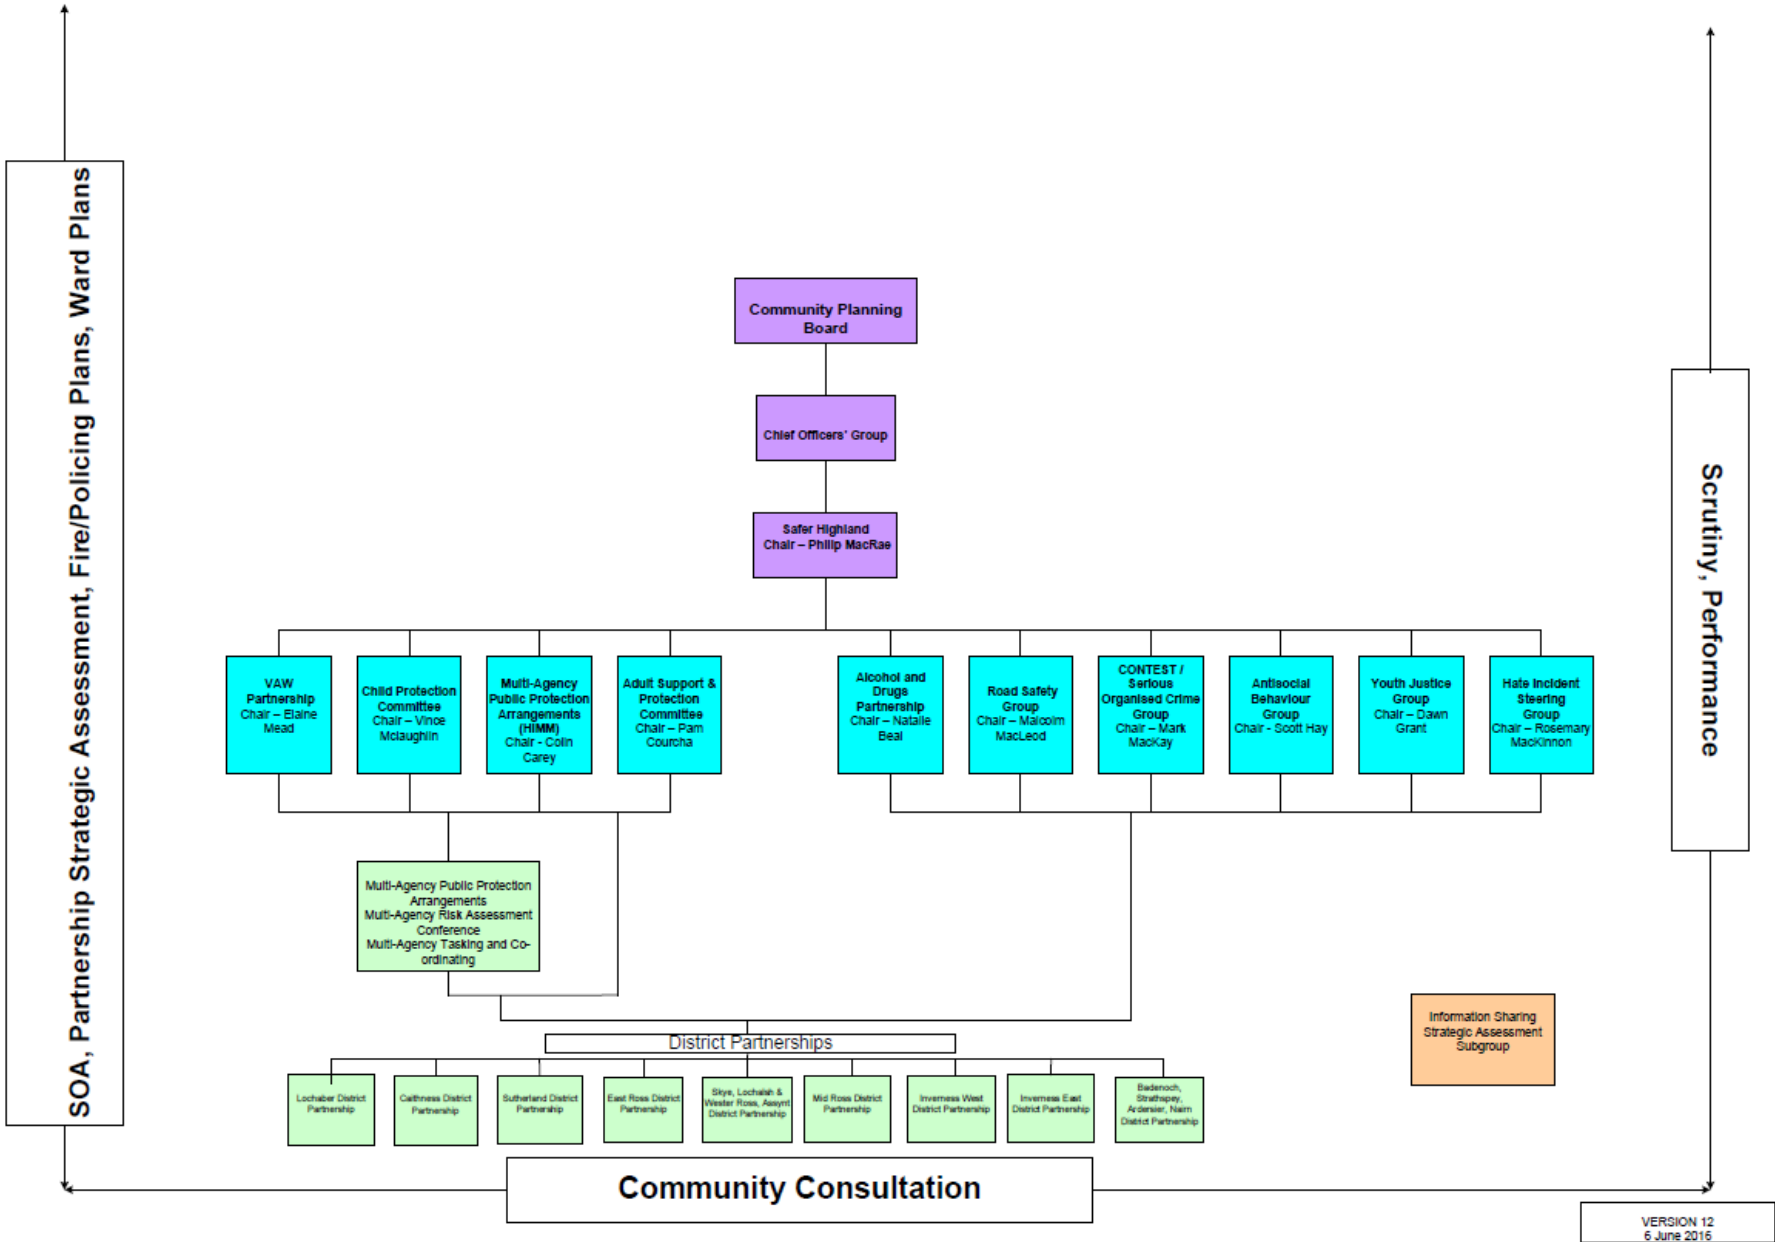 SOA, Partnership Strategic Assessment, Fire/Policing Plans, Ward Plans
Community Planning
Board
Chief Officers' Group
Safer Highland
Chair – Philip MacRae
Scrutiny, Performance
VAW
Partnership
Chair – Elaine
Mead
Child Protection
Committee
Chair – Vince
Mclaughlin
Multi-Agency
Public Protection
Arrangements
(HIMM)
Chair - Colin
Carey
Adult Support &
Protection
Committee
Chair – Pam
Courcha
Alcohol and
Drugs
Partnership
Chair – Natalie
Beal
Road Safety
Group
Chair – Malcolm
MacLeod
CONTEST /
Serious
Organised Crime
Group
Chair – Mark
MacKay
Antisocial
Behaviour
Group
Chair - Scott Hay
Youth Justice
Group
Chair – Dawn
Grant
Hate Incident
Steering
Group
Chair – Rosemary
MacKinnon
Multi-Agency Public Protection
Arrangements
Multi-Agency Risk Assessment
Conference
Multi-Agency Tasking and Co-
ordinating
Information Sharing
Strategic Assessment
Subgroup
District Partnerships
Lochaber District
Partnership
Caithness District
Partnership
Sutherland District
Partnership
East Ross District
Partnership
Skye, Lochalsh &
Wester Ross, Assynt
District Partnership
Mid Ross District
Partnership
Inverness West
District Partnership
Inverness East
District Partnership
Badenoch,
Strathspey,
Ardersier, Nairn
District Partnership
Community Consultation
VERSION 12
6 June 2016